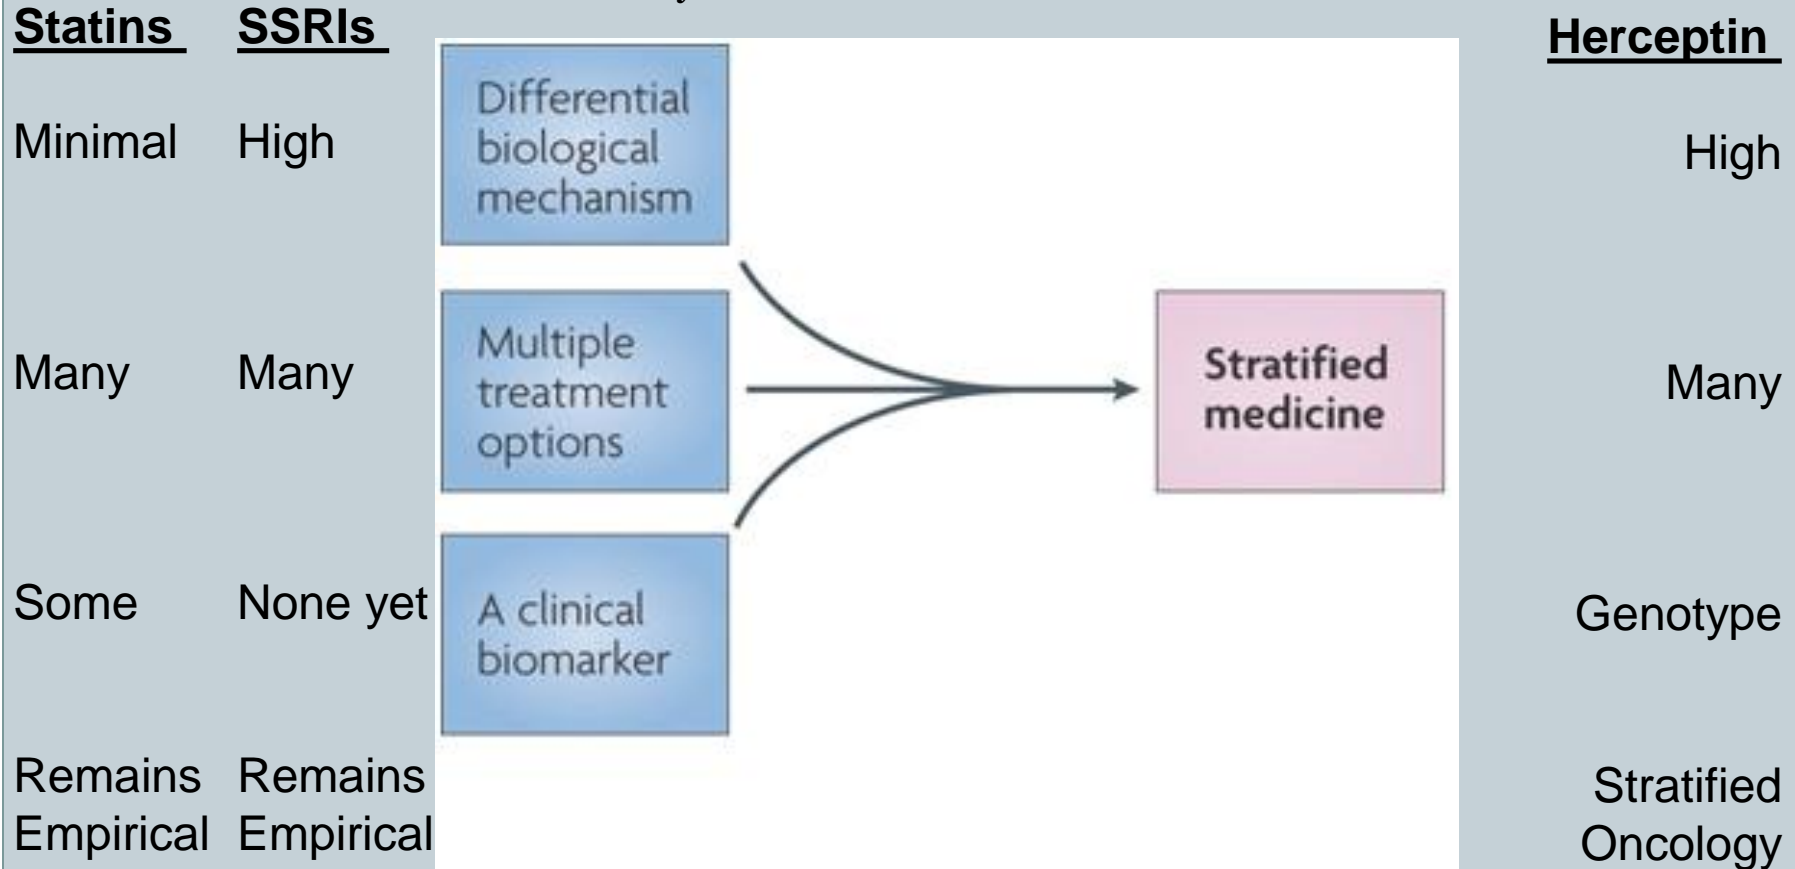 Statins SSRIs Herceptin
Differential
biological
mechanism
Minimal High High
Multiple
treatment
options
Many Many Many
Stratified
medicine
A clinical
biomarker
Some None yet Genotype
Remains Remains Stratified
Empirical Empirical Oncology